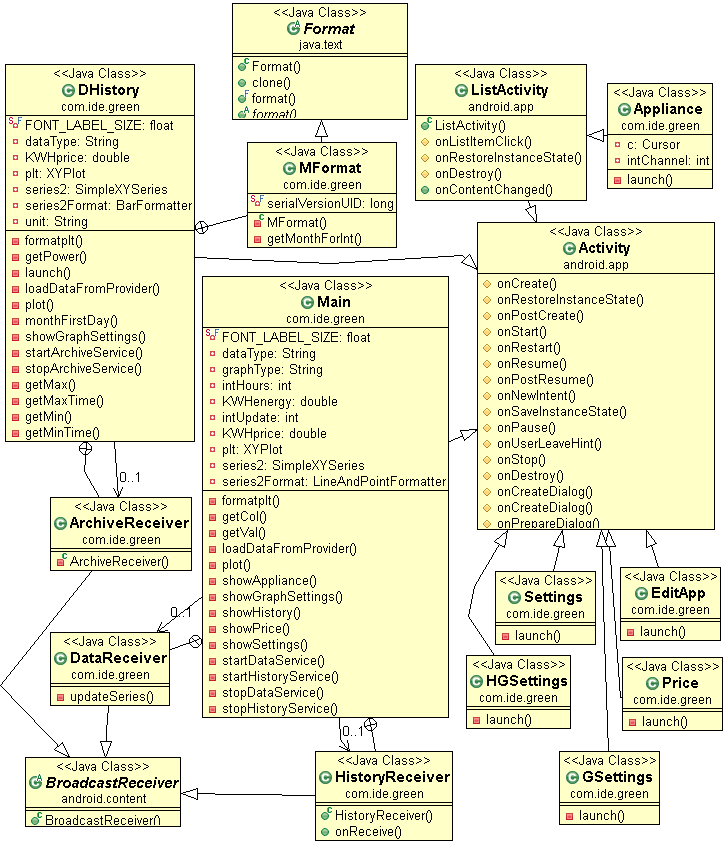 <<Java Class>>
Format
java.text
Format()
clone()
format()
format()
<<Java Class>>
DHistory
com.ide.green
FONT_LABEL_SIZE: float
dataType: String
KWHprice: double
plt: XYPlot
series2: SimpleXYSeries
series2Format: BarFormatter
unit: String
formatplt()
getPower()
launch()
loadDataFromProvider()
plot()
monthFirstDay()
showGraphSettings()
startArchiveService()
stopArchiveService()
getMax()
getMaxTime()
getMin()
getMinTime()
<<Java Class>>
ListActivity
android.app
ListActivity()
onListItemClick()
onRestoreInstanceState()
onDestroy()
onContentChanged()
<<Java Class>>
Appliance
com.ide.green
c: Cursor
intChannel: int
launch()
<<Java Class>>
MFormat
com.ide.green
serialVersionUID: long
MFormat()
getMonthForInt()
<<Java Class>>
Activity
android.app
onCreate()
onRestoreInstanceState()
onPostCreate()
onStart()
onRestart()
onResume()
onPostResume()
onNewIntent()
onSaveInstanceState()
onPause()
onUserLeaveHint()
onStop()
onDestroy()
onCreateDialog()
onCreateDialog()
onPrepareDialog()
<<Java Class>>
Main
com.ide.green
FONT_LABEL_SIZE: float
dataType: String
graphType: String
intHours: int
KWHenergy: double
intUpdate: int
KWHprice: double
plt: XYPlot
series2: SimpleXYSeries
series2Format: LineAndPointFormatter
formatplt()
getCol()
getVal()
loadDataFromProvider()
plot()
showAppliance()
showGraphSettings()
showHistory()
showPrice()
showSettings()
startDataService()
startHistoryService()
stopDataService()
stopHistoryService()
0..1
<<Java Class>>
ArchiveReceiver
com.ide.green
ArchiveReceiver()
0..1
<<Java Class>>
DataReceiver
com.ide.green
updateSeries()
<<Java Class>>
Settings
com.ide.green
launch()
<<Java Class>>
EditApp
com.ide.green
launch()
<<Java Class>>
HGSettings
com.ide.green
launch()
<<Java Class>>
Price
com.ide.green
launch()
0..1
<<Java Class>>
BroadcastReceiver
android.content
BroadcastReceiver()
<<Java Class>>
HistoryReceiver
com.ide.green
HistoryReceiver()
onReceive()
<<Java Class>>
GSettings
com.ide.green
launch()